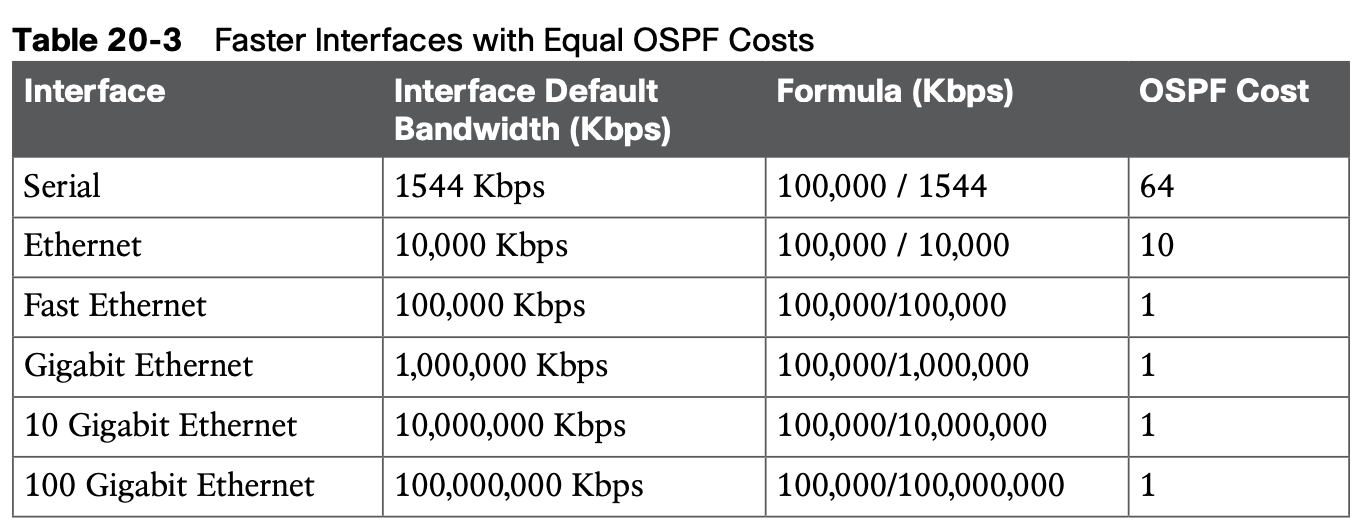 Table 20-3 Faster Interfaces with Equal OSPF Costs
Interface Interface Default Bandwidth (Kbps) Formula (Kbps) OSPF Cost
Serial 1544 Kbps 100,000 / 1544 64
Ethernet 10,000 Kbps 100,000 / 10,000 10
Fast Ethernet 100,000 Kbps 100,000/100,000 1
Gigabit Ethernet 1,000,000 Kbps 100,000/1,000,000 1
10 Gigabit Ethernet 10,000,000 Kbps 100,000/10,000,000 1
100 Gigabit Ethernet 100,000,000 Kbps 100,000/100,000,000 1